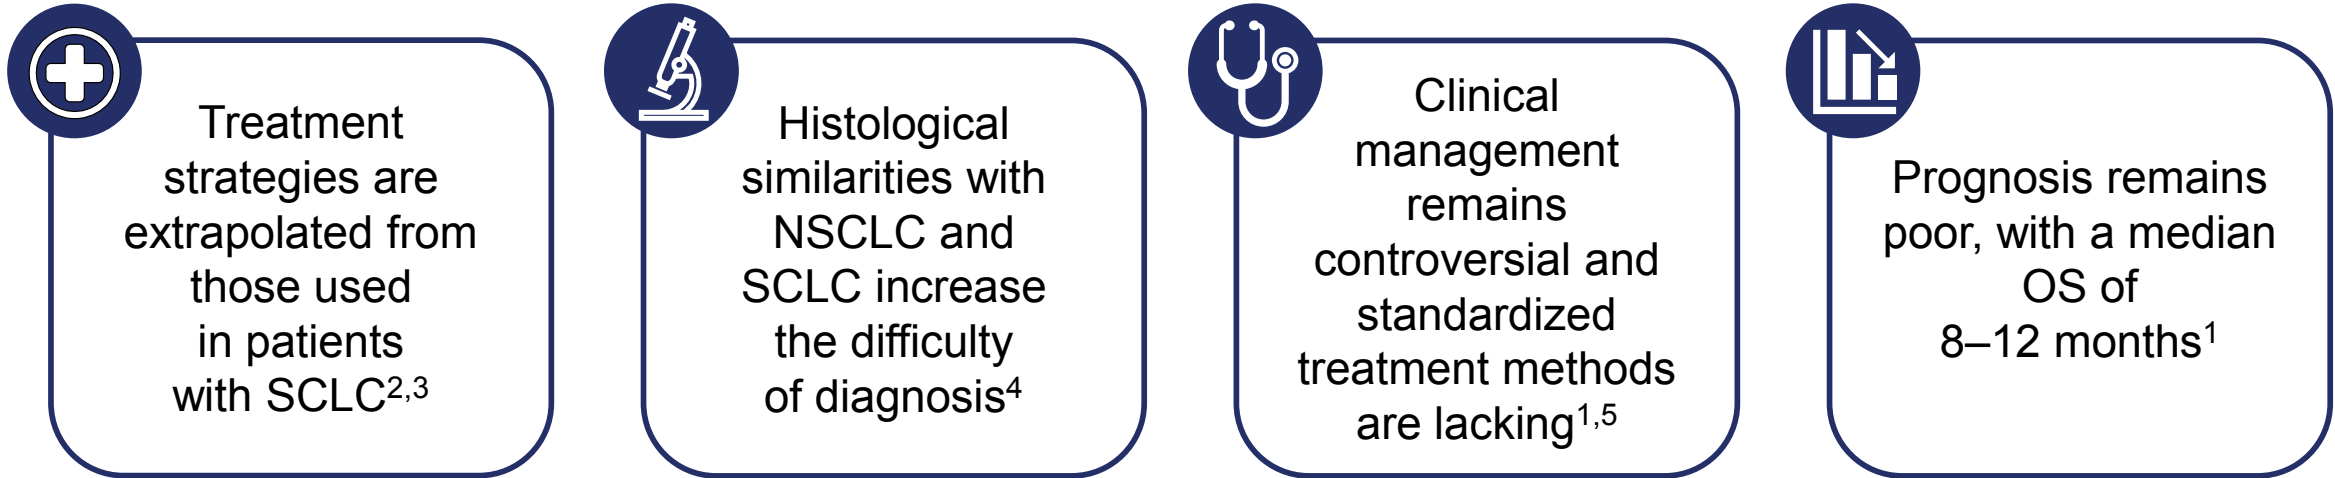 Treatment
strategies are
extrapolated from
those used
in patients
with SCLC2,3
Histological
similarities with
NSCLC and
SCLC increase
the difficulty
of diagnosis4
Clinical
management
remains
controversial and
standardized
treatment methods
are lacking1,5
Prognosis remains
poor, with a median
OS of
8–12 months1